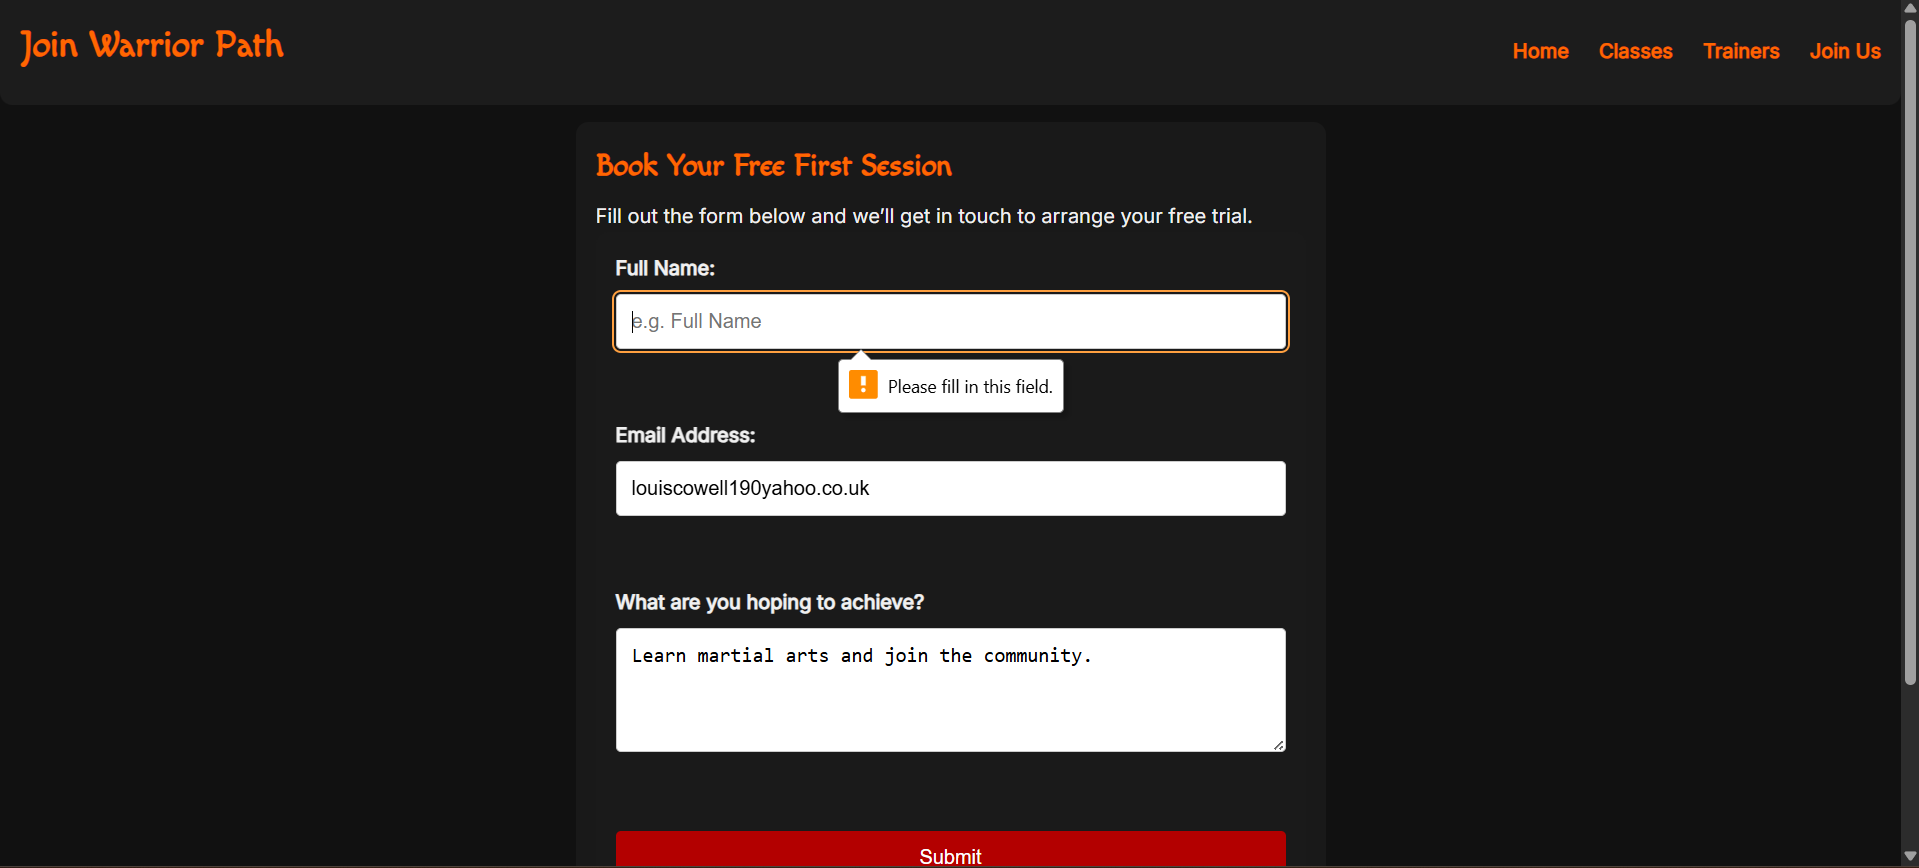 Join Warrior Path
Home Classes Trainers Join Us
Book Your Free First Session
Fill out the form below and we’ll get in touch to arrange your free trial.
Full Name:
e.g. Full Name
! Please fill in this field.
Email Address:
louiscowell190yahoo.co.uk
What are you hoping to achieve?
Learn martial arts and join the community.
Submit